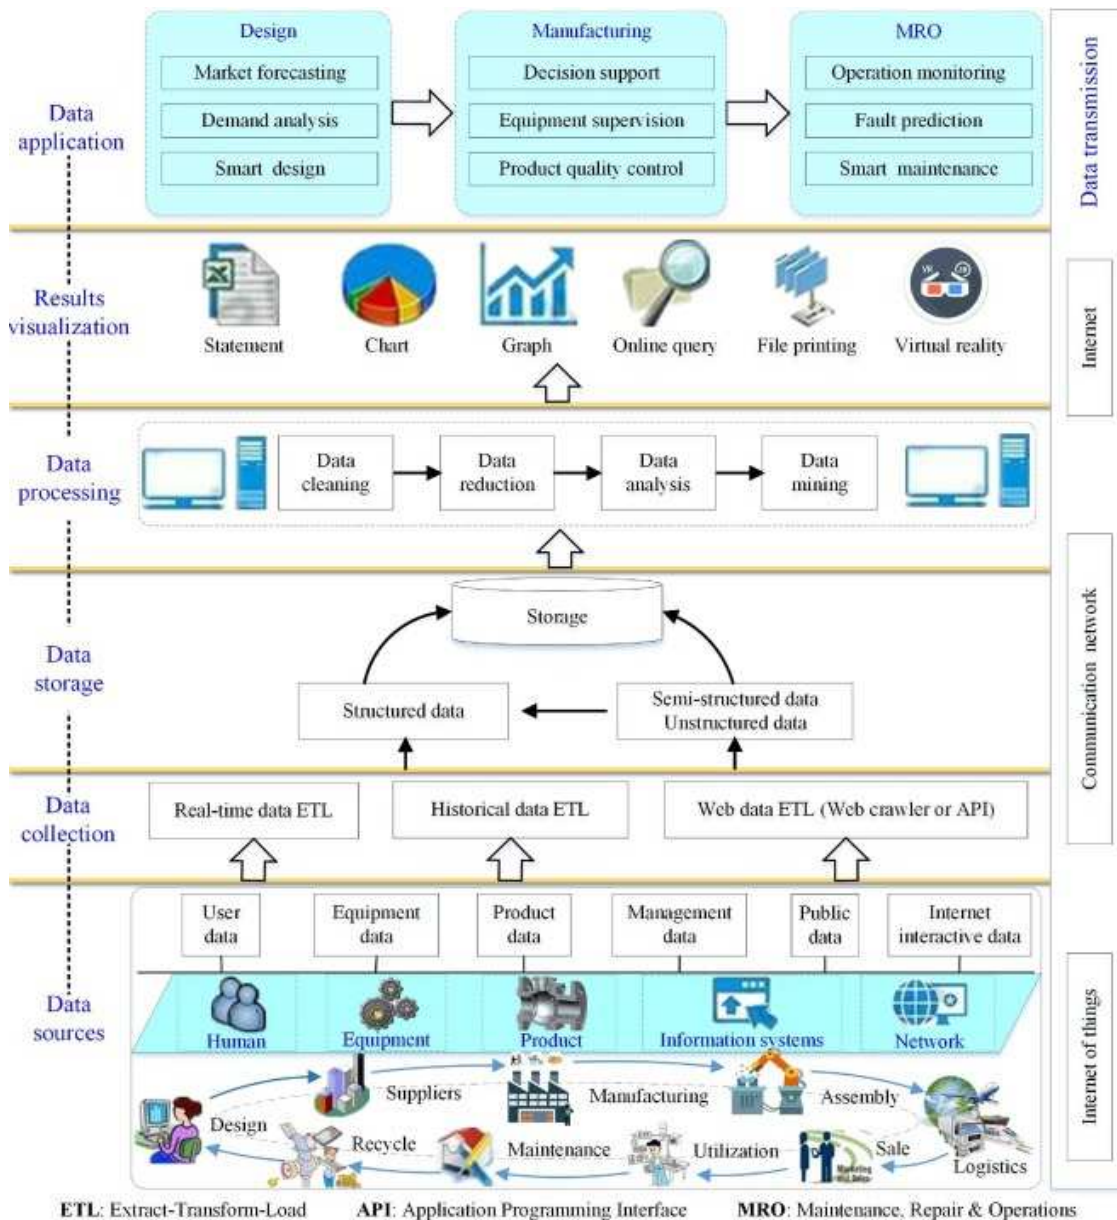 Design
Manufacturing
MRO
Market forecasting
Decision support
Operation monitoring
Data
application
Demand analysis
Equipment supervision
Fault prediction
Smart design
Product quality control
Smart maintenance
Data transmission
Results
visualization
Statement
Chart
Graph
Online query
File printing
Virtual reality
Internet
Data
processing
Data
cleaning
Data
reduction
Data
analysis
Data
mining
Communication network
Data
storage
Storage
Structured data
Semi-structured data
Unstructured data
Data
collection
Real-time data ETL
Historical data ETL
Web data ETL (Web crawler or API)
Data
sources
User
data
Equipment
data
Product
data
Management
data
Public
data
Internet
interactive data
Human
Equipment
Product
Information systems
Network
Internet of things
Suppliers
Manufacturing
Assembly
Design
Recycle
Maintenance
Utilization
Sale
Logistics
ETL: Extract-Transform-Load
API: Application Programming Interface
MRO: Maintenance, Repair & Operations